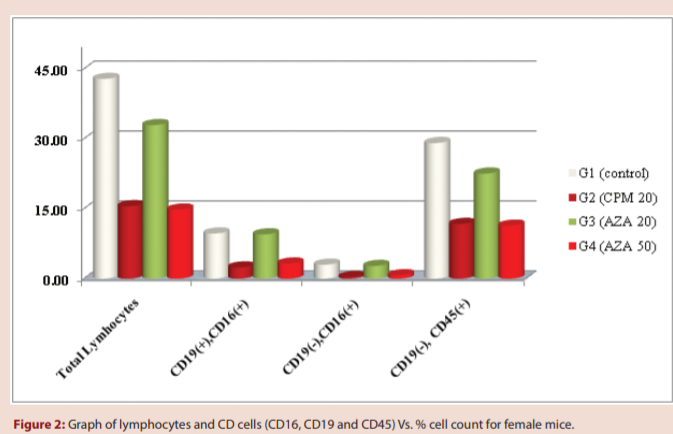 45.00
30.00
15.00
0.00
Total Lymhocytes
CD19(+),CD16(+)
CD19(-),CD16(+)
CD19(-), CD45(+)
G1 (control)
G2 (CPM 20)
G3 (AZA 20)
G4 (AZA 50)
Figure 2: Graph of lymphocytes and CD cells (CD16, CD19 and CD45) Vs. % cell count for female mice.